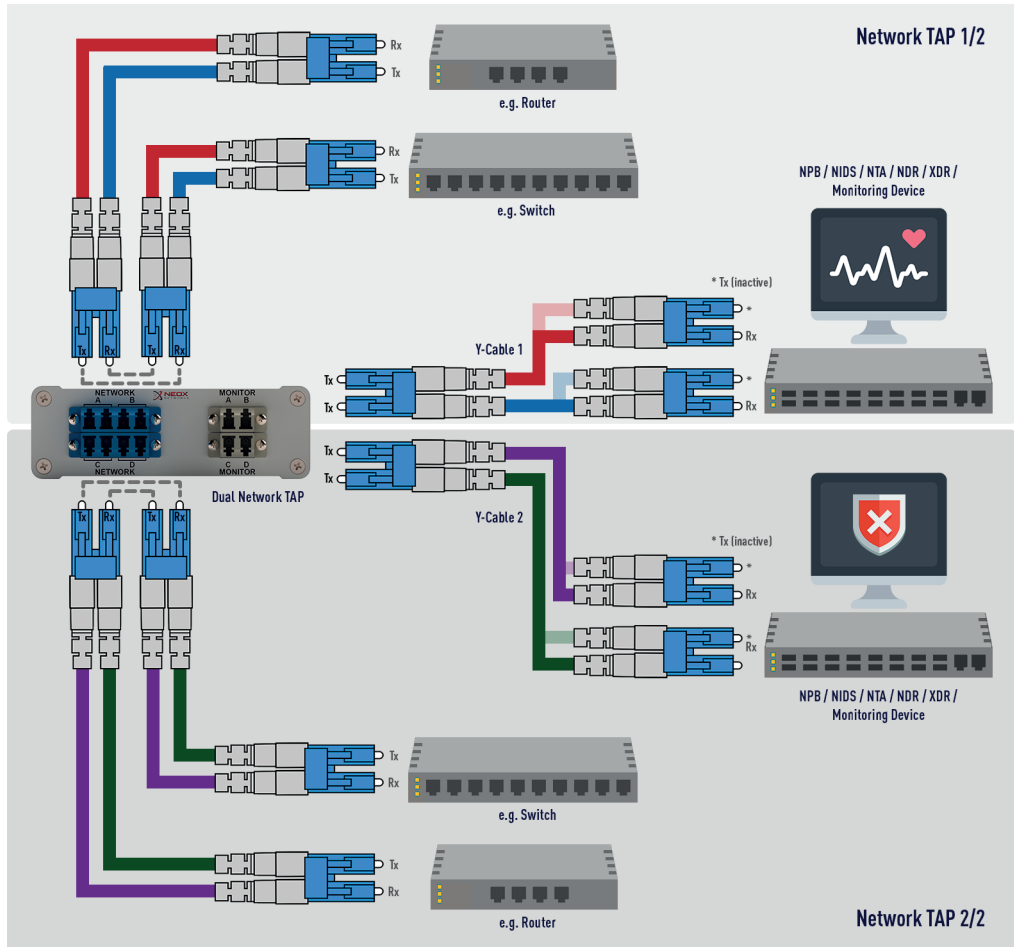 Network TAP 1/2
Rx
Tx
e.g. Router
Rx
Tx
e.g. Switch
NPB / NIDS / NTA / NDR / XDR /
Monitoring Device
* Tx (inactive)
*
Rx
Y-Cable 1
*
Rx
Tx
Tx
Tx
Rx
Tx
Rx
NETWORK
A B
NEOX
NETWORKS
MONITOR
A B
C D
NETWORK
C D
MONITOR
Dual Network TAP
Tx
Tx
Y-Cable 2
Tx
Rx
Tx
Rx
* Tx (inactive)
*
Rx
*
Rx
NPB / NIDS / NTA / NDR / XDR /
Monitoring Device
Tx
Rx
e.g. Switch
Tx
Rx
e.g. Router
Network TAP 2/2